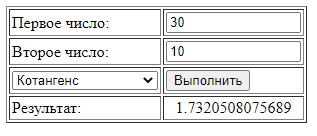 Первое число: 30
Второе число: 10
Котангенс Выполнить
Результат: 1.7320508075689